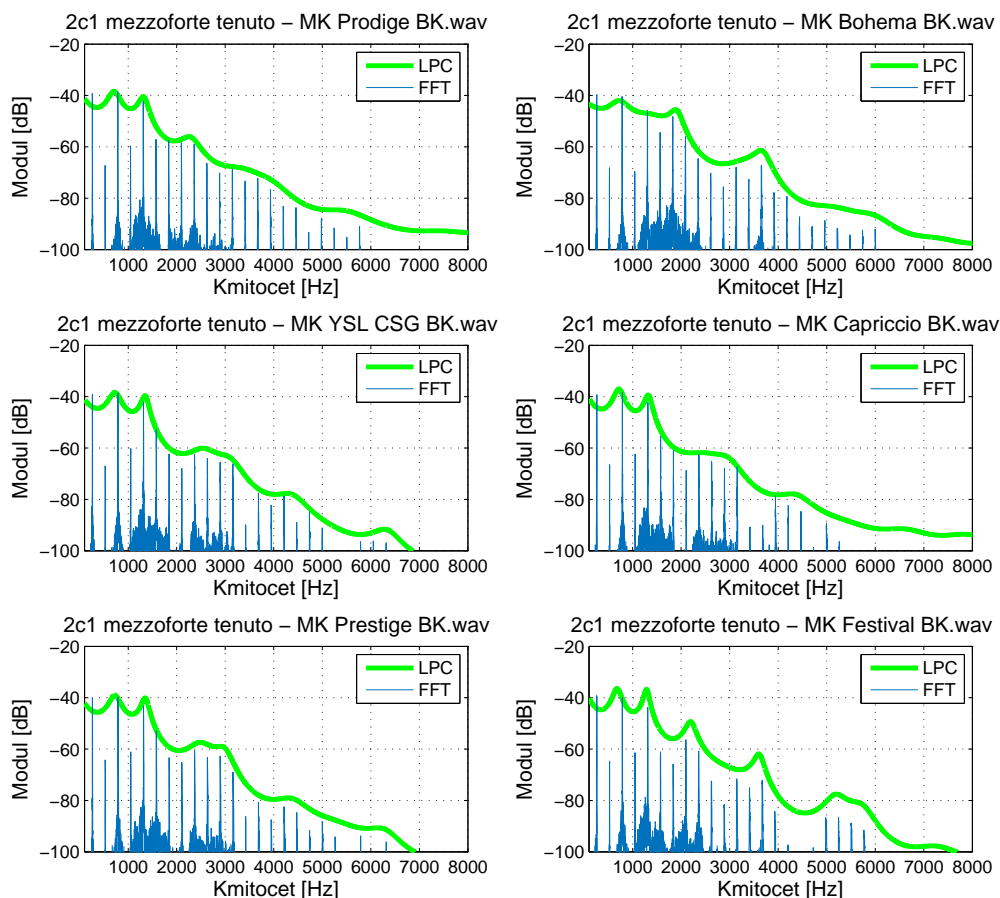 2c1 mezzoforte tenuto − MK Prodige BK.wav
−20
−40
−60
−80
−100
Modul [dB]
LPC
FFT
1000 2000 3000 4000 5000 6000 7000 8000
Kmitocet [Hz]
2c1 mezzoforte tenuto − MK Bohema BK.wav
−20
−40
−60
−80
−100
Modul [dB]
LPC
FFT
1000 2000 3000 4000 5000 6000 7000 8000
Kmitocet [Hz]
2c1 mezzoforte tenuto − MK YSL CSG BK.wav
−20
−40
−60
−80
−100
Modul [dB]
LPC
FFT
1000 2000 3000 4000 5000 6000 7000 8000
Kmitocet [Hz]
2c1 mezzoforte tenuto − MK Capriccio BK.wav
−20
−40
−60
−80
−100
Modul [dB]
LPC
FFT
1000 2000 3000 4000 5000 6000 7000 8000
Kmitocet [Hz]
2c1 mezzoforte tenuto − MK Prestige BK.wav
−20
−40
−60
−80
−100
Modul [dB]
LPC
FFT
1000 2000 3000 4000 5000 6000 7000 8000
Kmitocet [Hz]
2c1 mezzoforte tenuto − MK Festival BK.wav
−20
−40
−60
−80
−100
Modul [dB]
LPC
FFT
1000 2000 3000 4000 5000 6000 7000 8000
Kmitocet [Hz]